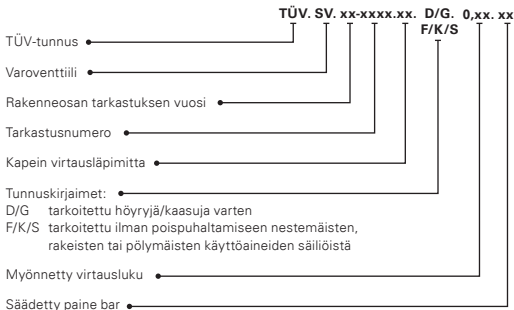 TÜV. SV. xx-xxxx.xx. D/G. 0,xx. xx
F/K/S
TÜV-tunnus
Varoventtiili
Rakenneosan tarkastuksen vuosi
Tarkastusnumero
Kapein virtausläpimitta
Tunnuskirjaimet:
D/G tarkoitettu höyryjä/kaasuja varten
F/K/S tarkoitettu ilman poispuhaltamiseen nestemäisten,
rakeisten tai pölymäisten käyttöaineiden säiliöistä
Myönnetty virtausluku
Säädetty paine bar